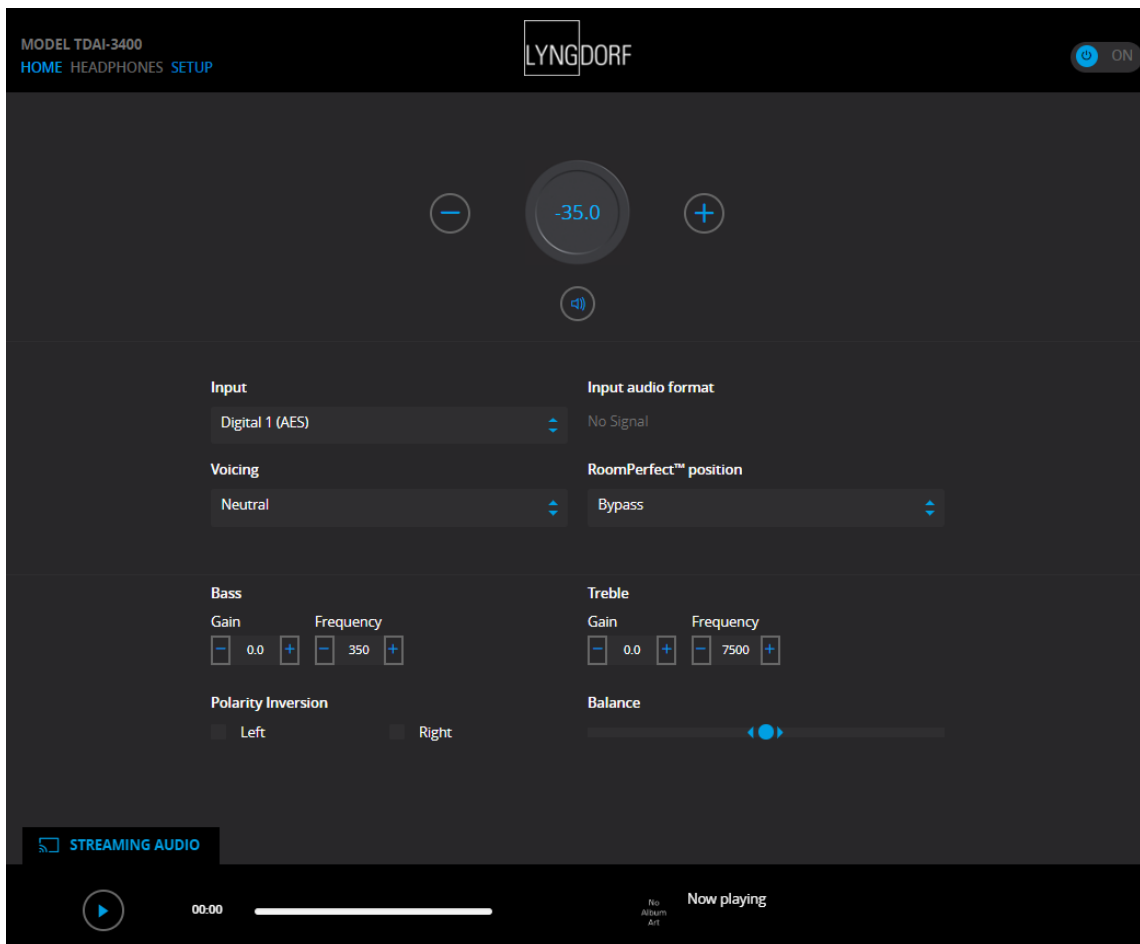 MODEL TDAI-3400
HOME HEADPHONES SETUP
LYNGDORF
ON
-35.0
Input
Input audio format
Digital 1 (AES)
No Signal
Voicing
RoomPerfect™ position
Neutral
Bypass
Bass
Treble
Gain Frequency
Gain Frequency
− 0.0 + − 350 +
− 0.0 + − 7500 +
Polarity Inversion
Balance
Left Right
STREAMING AUDIO
00:00
No
Album
Art
Now playing